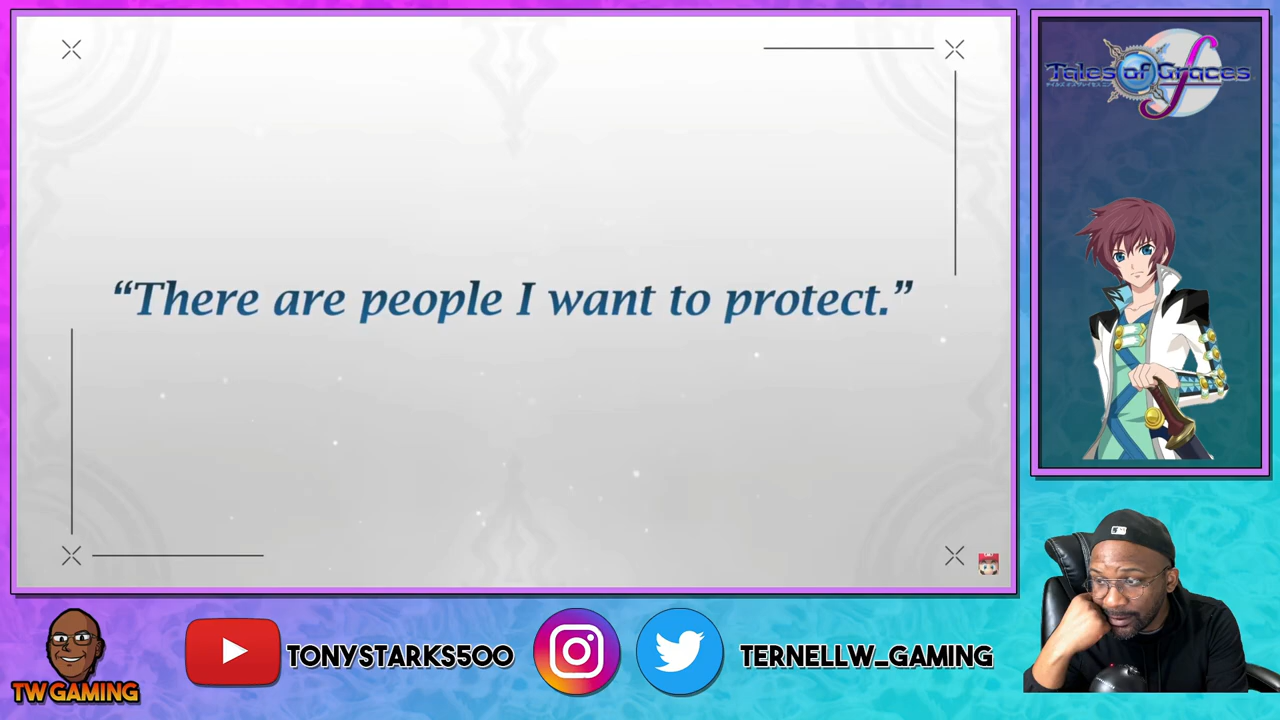 “There are people I want to protect.”
Tales of Graces f
TW GAMING
TONYSTARKS500
TERNELLW_GAMING